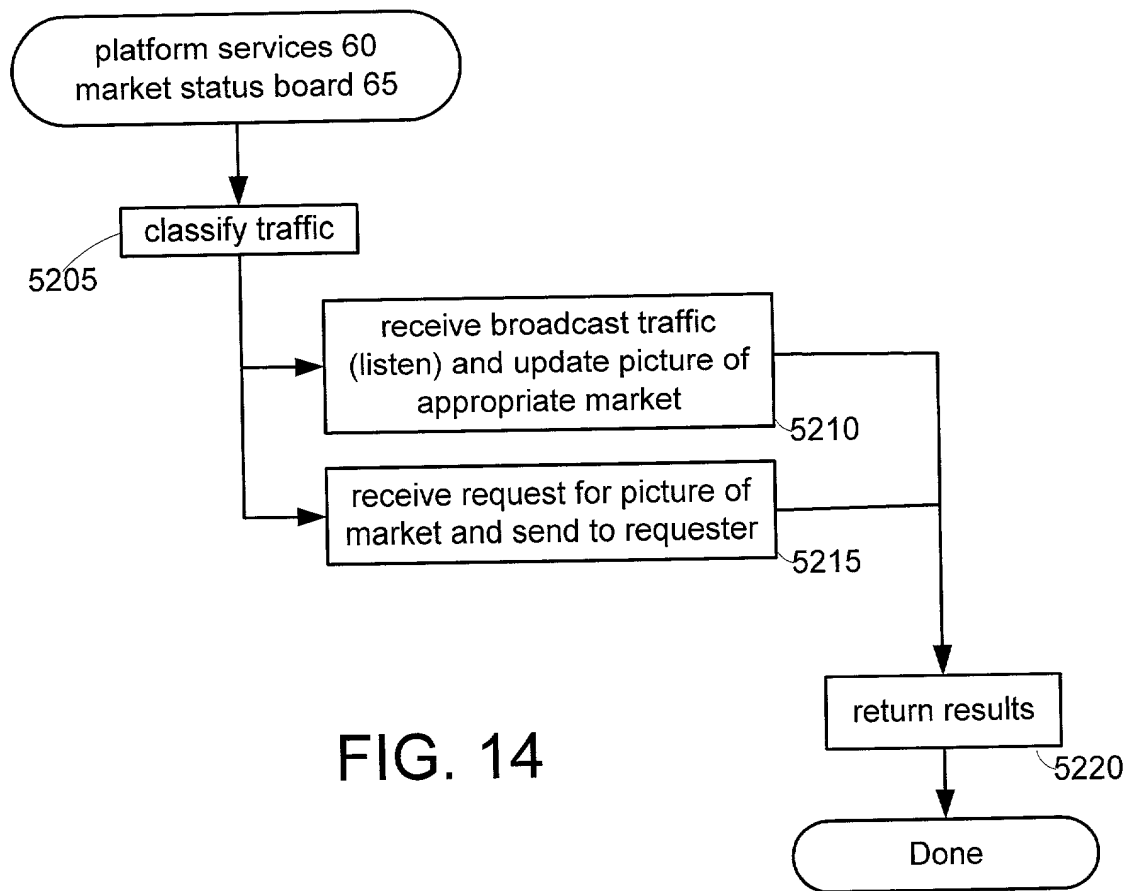 platform services 60
market status board 65
classify traffic
5205
receive broadcast traffic
(listen) and update picture of
appropriate market
5210
receive request for picture of
market and send to requester
5215
return results
5220
FIG. 14
Done